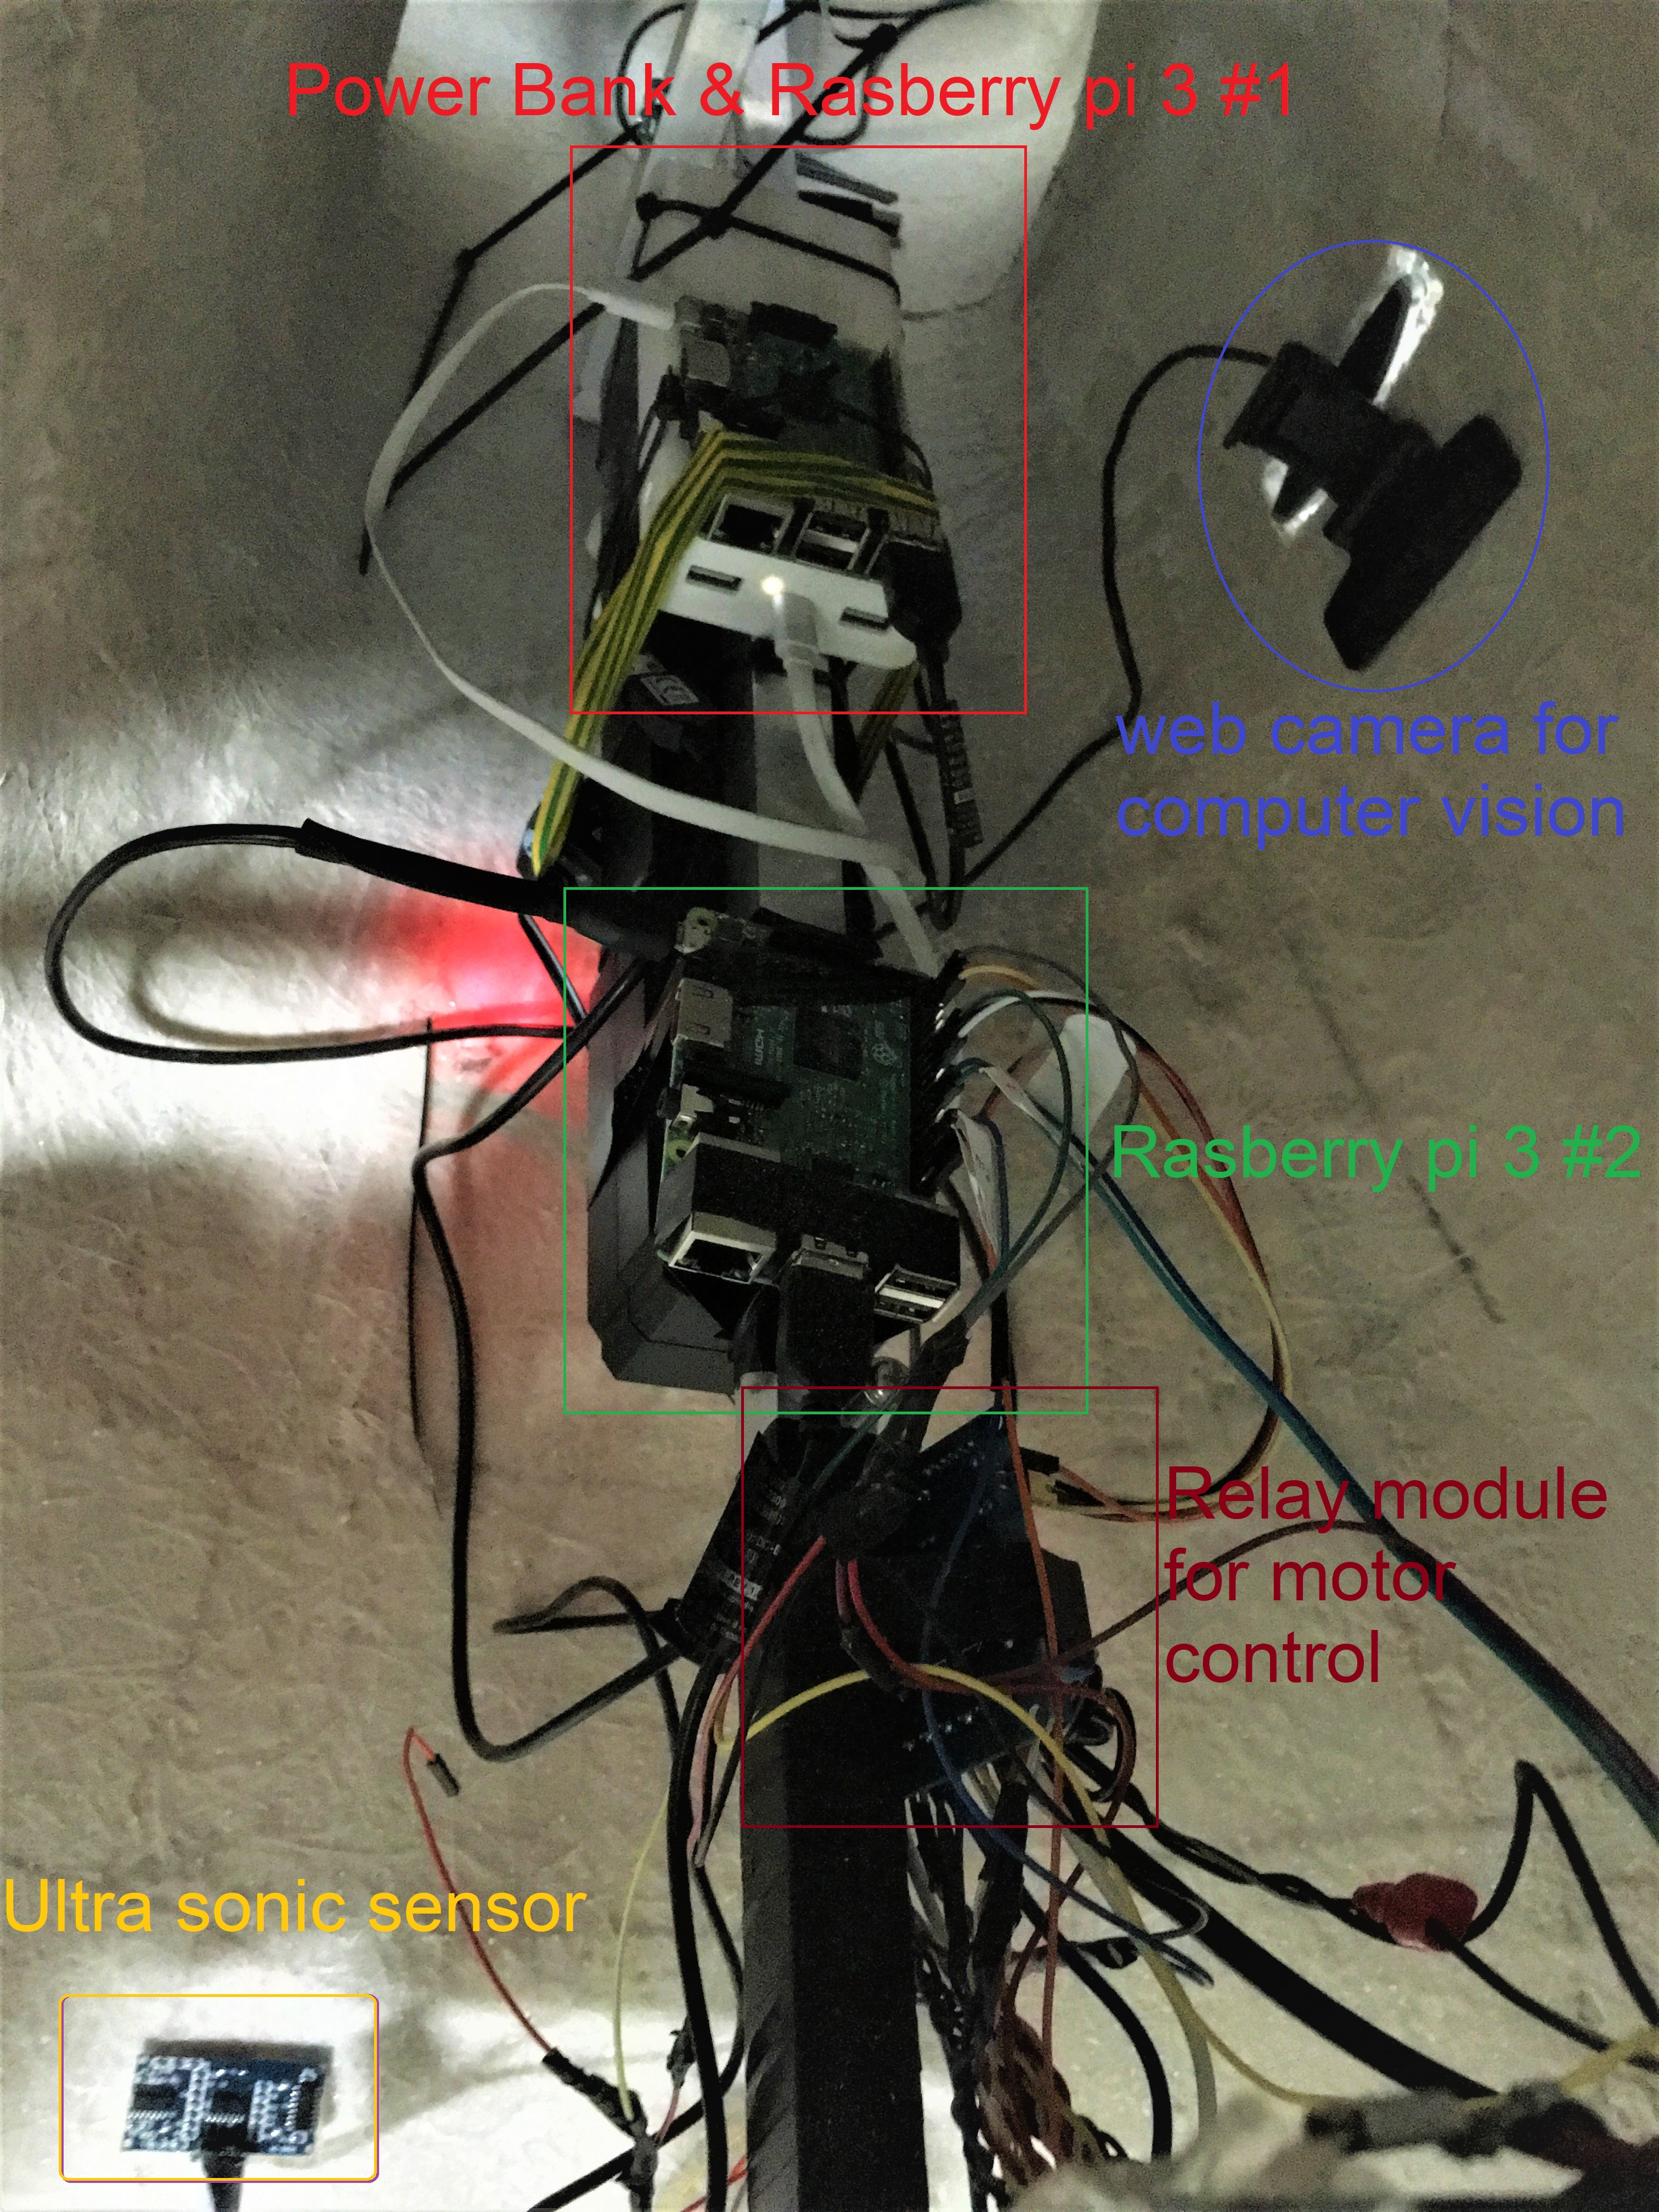 Power Bank & Rasberry pi 3 #1
web camera for
computer vision
HDMI
Rasberry pi 3 #2
Relay module
for motor
control
Ultra sonic sensor